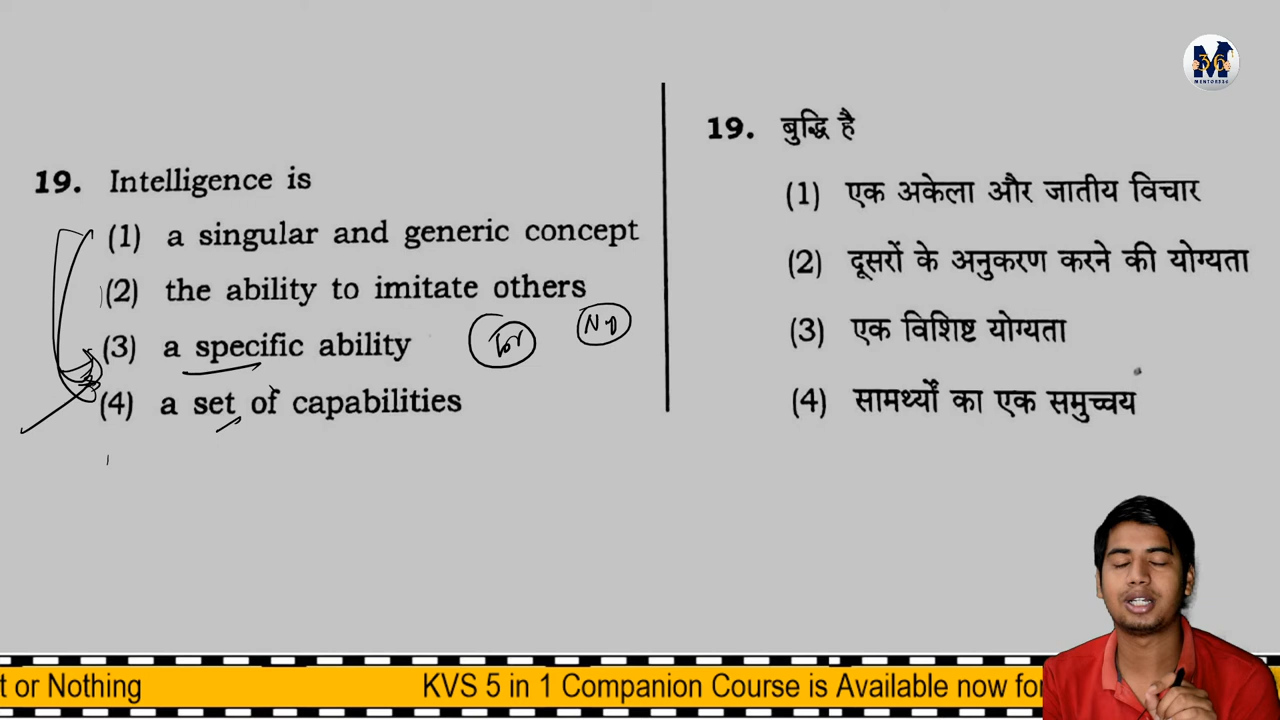 19. Intelligence is
(1) a singular and generic concept
(2) the ability to imitate others
(3) a specific ability
(4) a set of capabilities
19. बुद्धि है
(1) एक अकेला और जातीय विचार
(2) दूसरों के अनुकरण करने की योग्यता
(3) एक विशिष्ट योग्यता
(4) सामर्थ्यों का एक समुच्चय
36
MENTORS36
t or Nothing
KVS 5 in 1 Companion Course is Available now for